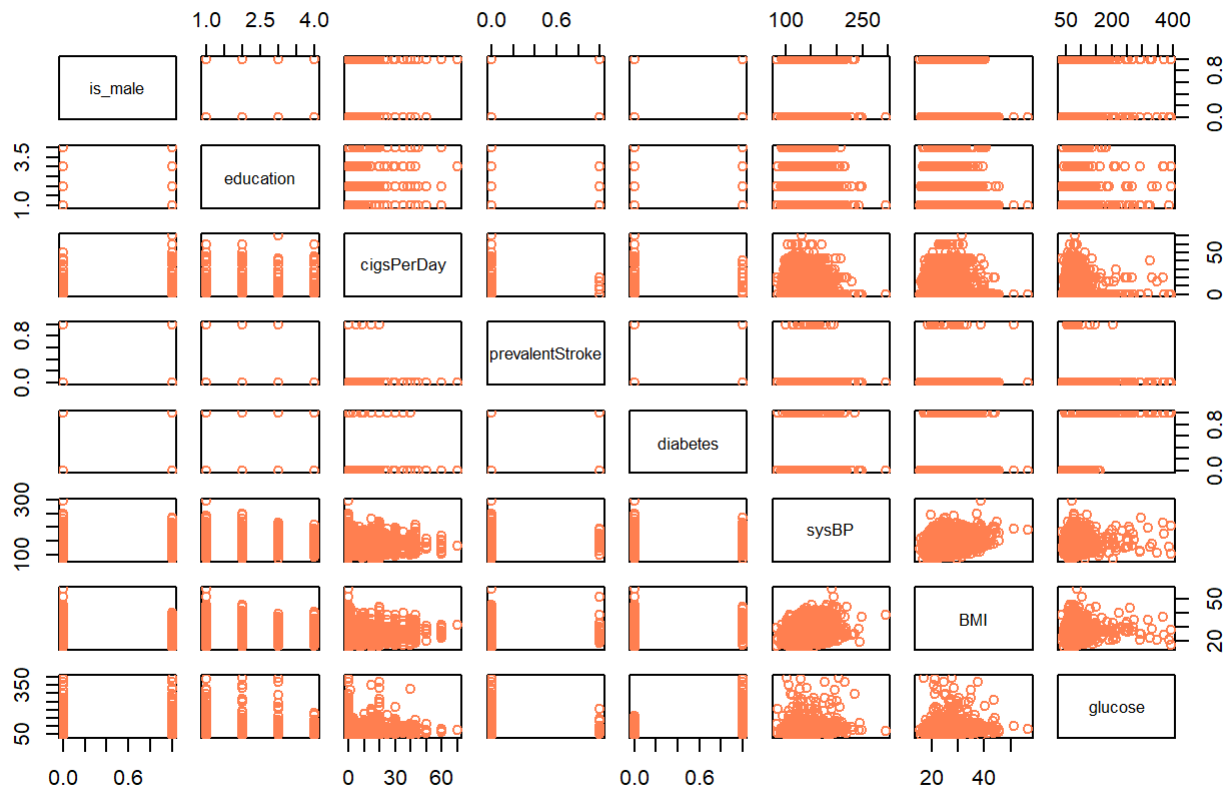 1.0 2.5 4.0 0.0 0.6 100 250 50 200 400
is_male 0.0 0.8
1.0 3.5 education
cigsPerDay 0 50
0.0 0.8 prevalentStroke
diabetes 0.0 0.8
100 300 sysBP
BMI 20 50
50 350 glucose
0.0 0.6 0 30 60 0.0 0.6 20 40